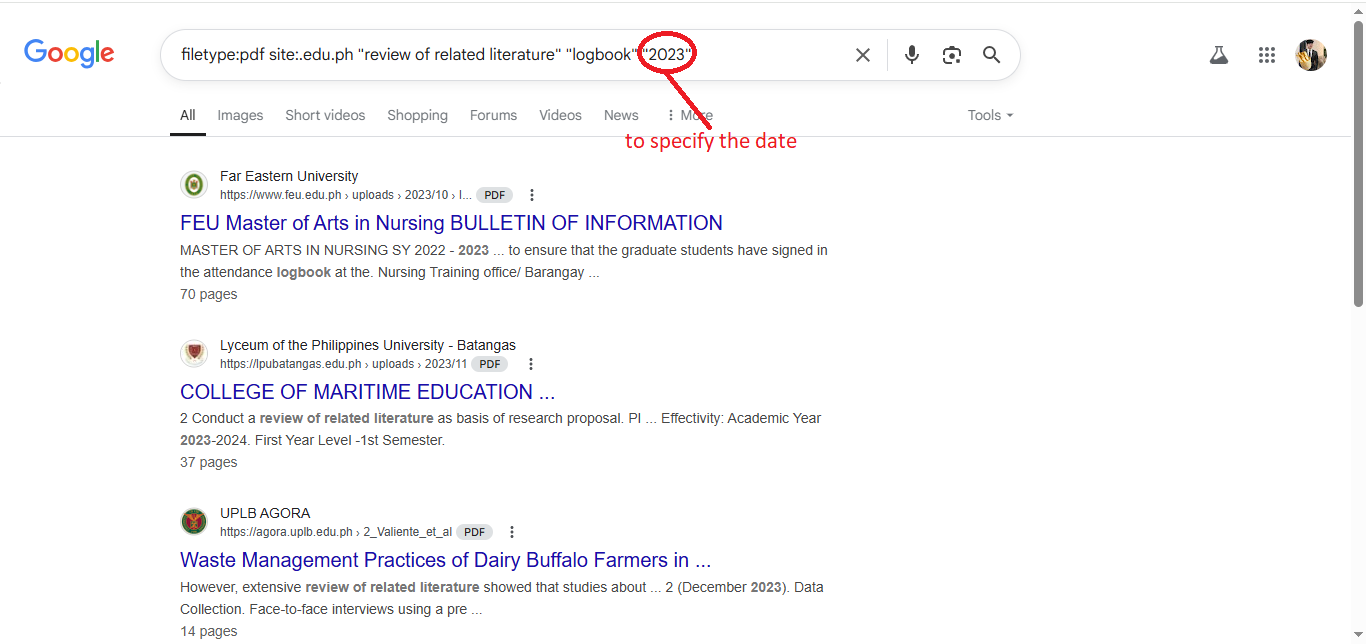 Google
filetype:pdf site:.edu.ph "review of related literature" "logbook" "2023"
All Images Short videos Shopping Forums Videos News More Tools
to specify the date
Far Eastern University
https://www.feu.edu.ph › uploads › 2023/10 › I... PDF
FEU Master of Arts in Nursing BULLETIN OF INFORMATION
MASTER OF ARTS IN NURSING SY 2022 - 2023 ... to ensure that the graduate students have signed in
the attendance logbook at the. Nursing Training office/ Barangay ...
70 pages
Lyceum of the Philippines University - Batangas
https://lpubatangas.edu.ph › uploads › 2023/11 PDF
COLLEGE OF MARITIME EDUCATION ...
2 Conduct a review of related literature as basis of research proposal. PI ... Effectivity: Academic Year
2023-2024. First Year Level -1st Semester.
37 pages
UPLB AGORA
https://agora.uplb.edu.ph › 2_Valiente_et_al PDF
Waste Management Practices of Dairy Buffalo Farmers in ...
However, extensive review of related literature showed that studies about ... 2 (December 2023). Data
Collection. Face-to-face interviews using a pre ...
14 pages